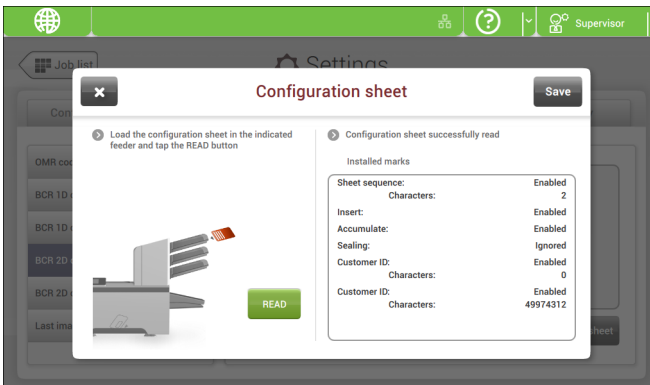 Supervisor
Job list
Settings
Configuration sheet
Save
Con
Load the configuration sheet in the indicated
feeder and tap the READ button
READ
Configuration sheet successfully read
Installed marks
Sheet sequence: Enabled
Characters: 2
Insert: Enabled
Accumulate: Enabled
Sealing: Ignored
Customer ID: Enabled
Characters: 0
Customer ID: Enabled
Characters: 49974312
OMR co
BCR 1D
BCR 1D
BCR 2D
BCR 2D
Last ima
heet